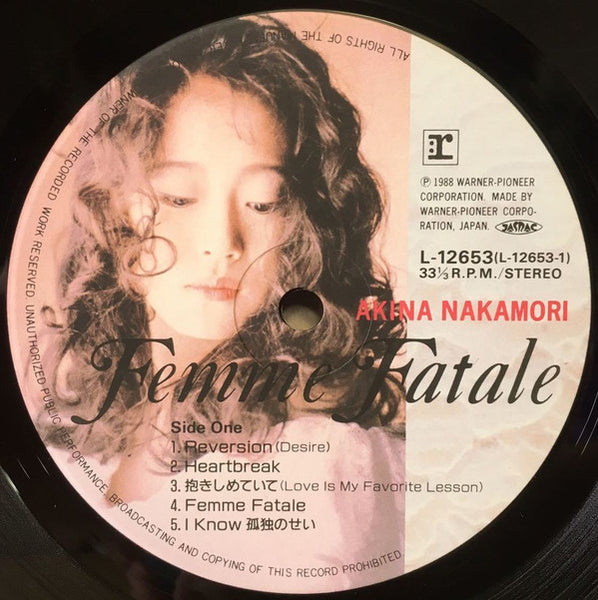 ALL RIGHTS OF THE
OWNER OF THE RECORDED WORK RESERVED. UNAUTHORIZED PUBLIC PERFORMANCE. BROADCASTING AND COPYING OF THIS RECORD PROHIBITED.
r
Ⓟ 1988 WARNER-PIONEER
CORPORATION. MADE BY
WARNER-PIONEER CORPO-
RATION, JAPAN. JASRAC
L-12653(L-12653-1)
33⅓R.P.M./STEREO
AKINA NAKAMORI
Femme Fatale
Side One
1. Reversion (Desire)
2. Heartbreak
3. 抱きしめていて (Love Is My Favorite Lesson)
4. Femme Fatale
5. I Know 孤独のせい